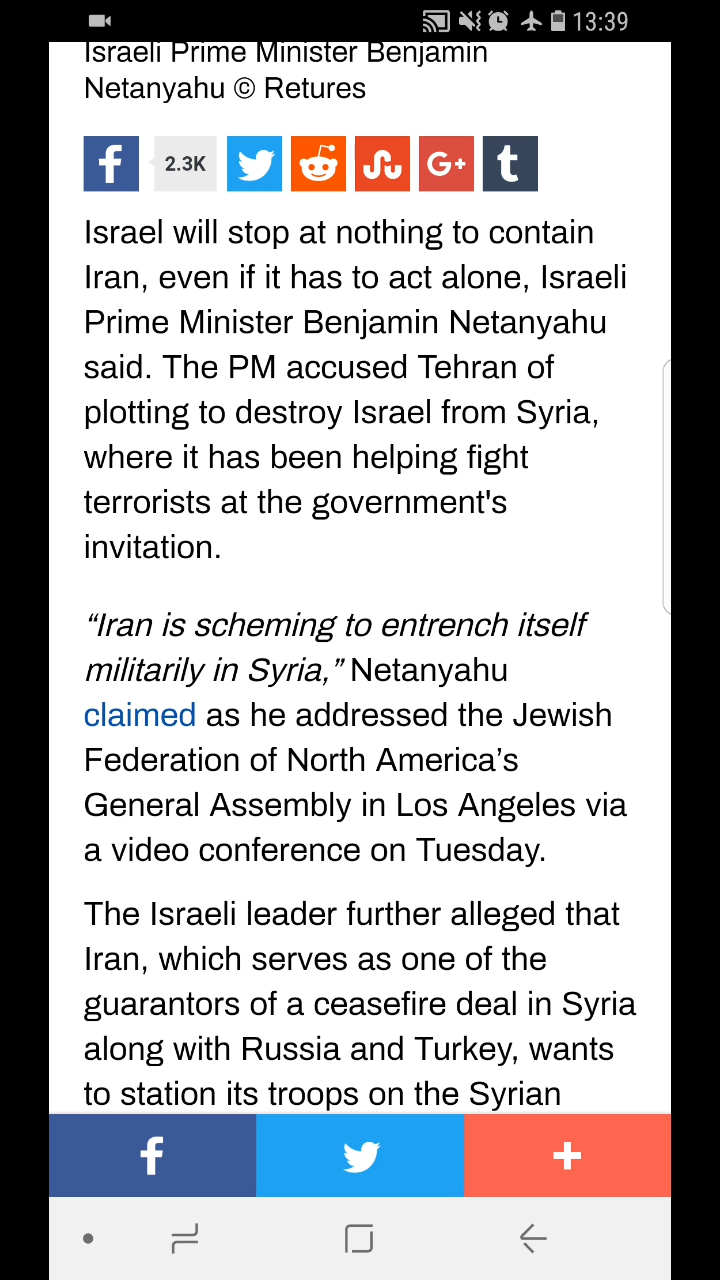 13:39
Israeli Prime Minister Benjamin
Netanyahu © Retures
f 2.3K G+ t
Israel will stop at nothing to contain
Iran, even if it has to act alone, Israeli
Prime Minister Benjamin Netanyahu
said. The PM accused Tehran of
plotting to destroy Israel from Syria,
where it has been helping fight
terrorists at the government's
invitation.
“Iran is scheming to entrench itself
militarily in Syria,” Netanyahu
claimed as he addressed the Jewish
Federation of North America’s
General Assembly in Los Angeles via
a video conference on Tuesday.
The Israeli leader further alleged that
Iran, which serves as one of the
guarantors of a ceasefire deal in Syria
along with Russia and Turkey, wants
to station its troops on the Syrian
f +